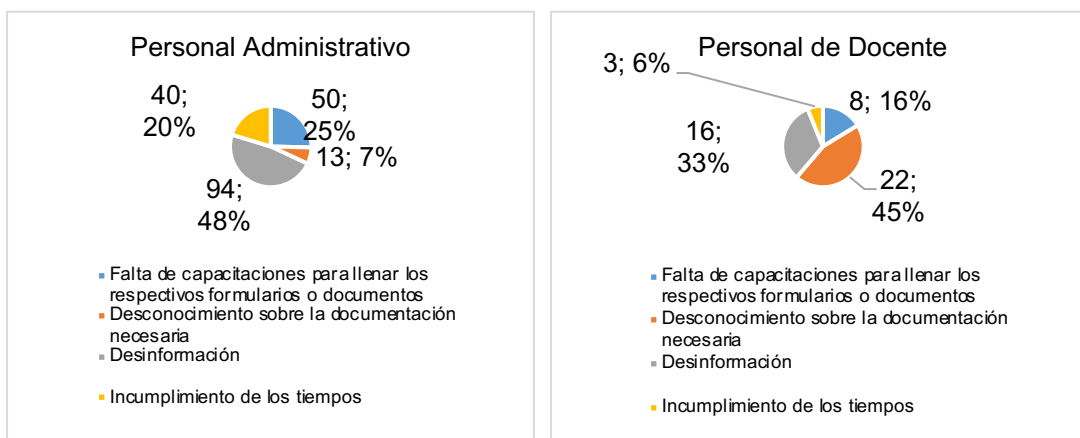 Personal Administrativo
40;
20%
50;
25%
13; 7%
94;
48%
Falta de capacitaciones para llenar los
respectivos formularios o documentos
Desconocimiento sobre la documentación
necesaria
Desinformación
Incumplimiento de los tiempos
Personal de Docente
3; 6%
8; 16%
16;
33%
22;
45%
Falta de capacitaciones para llenar los
respectivos formularios o documentos
Desconocimiento sobre la documentación
necesaria
Desinformación
Incumplimiento de los tiempos